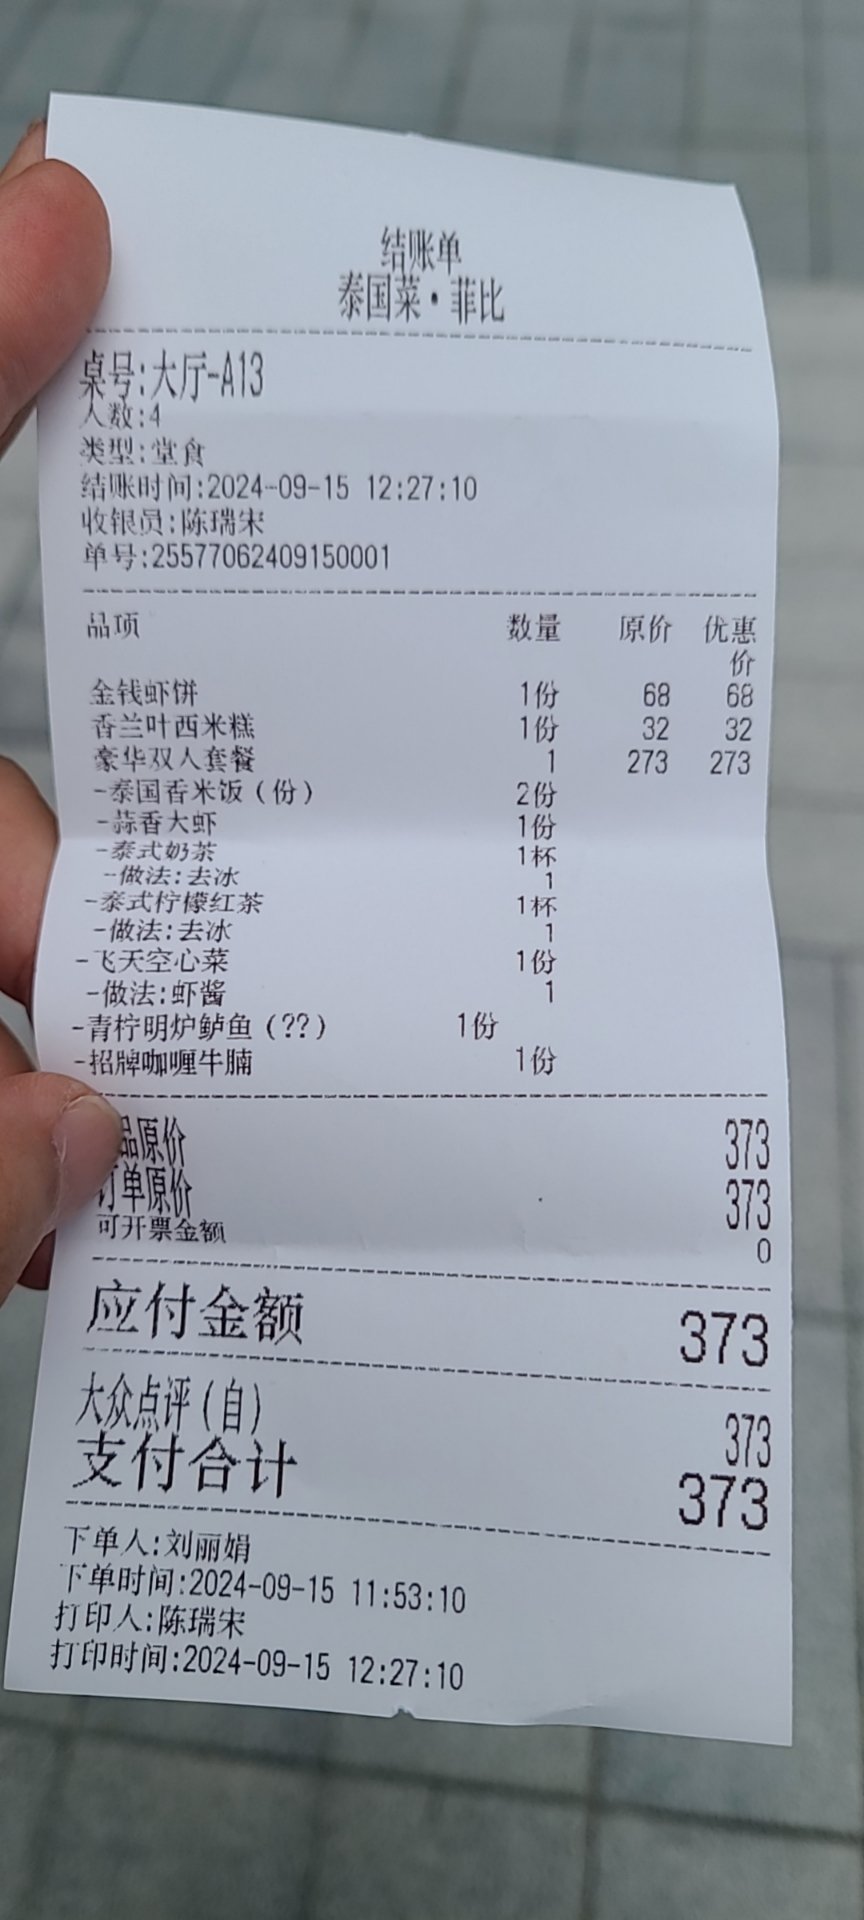 结账单
泰国菜·菲比
桌号:大厅-A13
人数:4
类型:堂食
结账时间:2024-09-15 12:27:10
收银员:陈瑞宋
单号:25577062409150001
品项 数量 原价 优惠
价
金钱虾饼 1份 68 68
香兰叶西米糕 1份 32 32
豪华双人套餐 1 273 273
-泰国香米饭(份) 2份
-蒜香大虾 1份
-泰式奶茶 1杯
-做法:去冰 1
-泰式柠檬红茶 1杯
-做法:去冰 1
-飞天空心菜 1份
-做法:虾酱 1
-青柠明炉鲈鱼(??) 1份
-招牌咖喱牛腩 1份
品原价 373
订单原价 373
可开票金额 0
应付金额 373
大众点评(自) 373
支付合计 373
下单人:刘丽娟
下单时间:2024-09-15 11:53:10
打印人:陈瑞宋
打印时间:2024-09-15 12:27:10